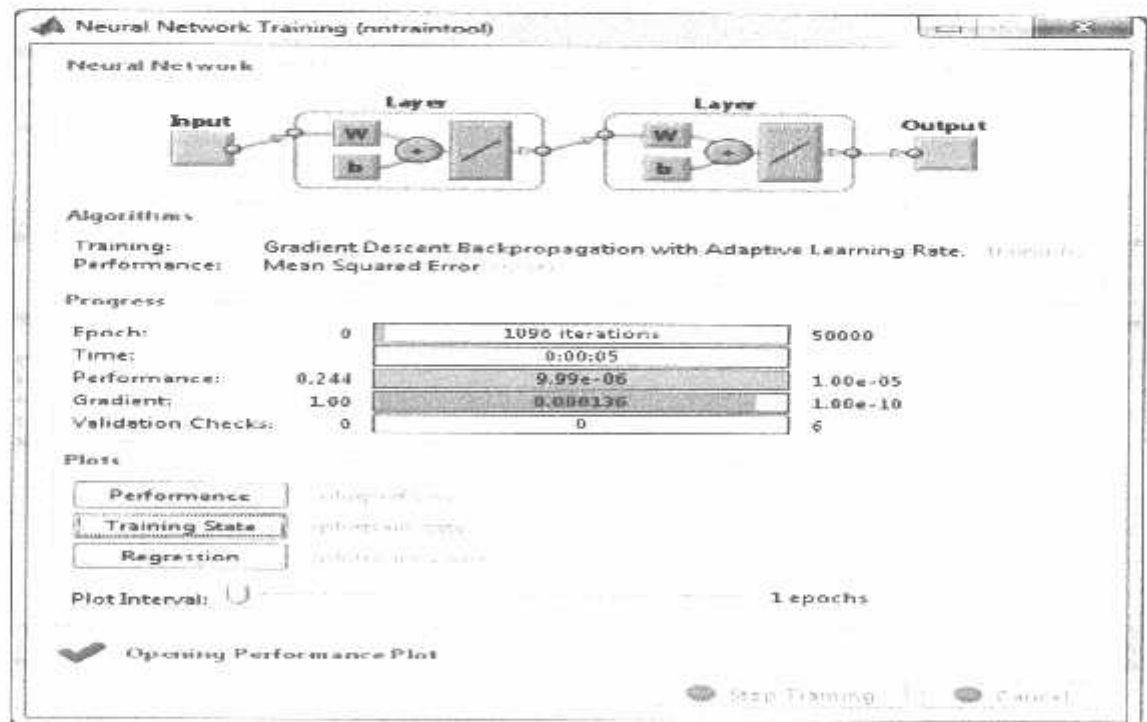 Neural Network Training (nntraintool)
Neural Network
Layer
Layer
Input
Output
W
b
+
W
b
+
Algorithms
Training: Gradient Descent Backpropagation with Adaptive Learning Rate.
Performance: Mean Squared Error
Progress
Epoch: 0 1096 iterations 50000
Time: 0:00:05
Performance: 0.244 9.99e-06 1.00e-05
Gradient: 1.00 0.000136 1.00e-10
Validation Checks: 0 0 6
Plots
Performance
Training State
Regression
Plot Interval: 1 epochs
Opening Performance Plot
Stop Training
Cancel